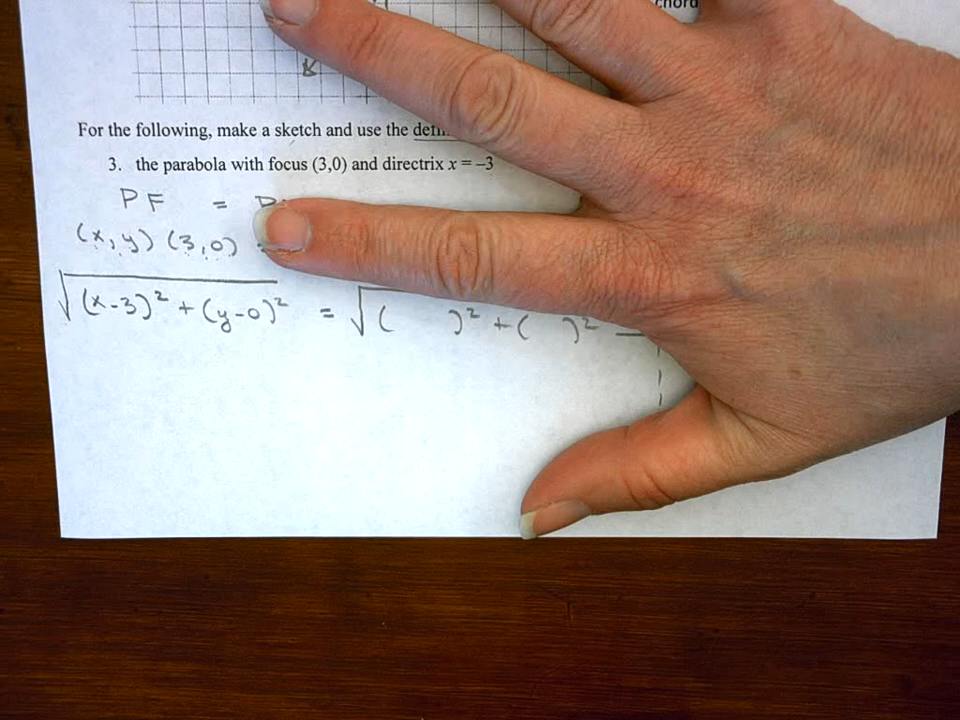 chord
For the following, make a sketch and use the
3. the parabola with focus (3,0) and directrix x = –3
PF =
(x,y) (3,0)
√(x-3)² + (y-0)² = √( )² + ( )²